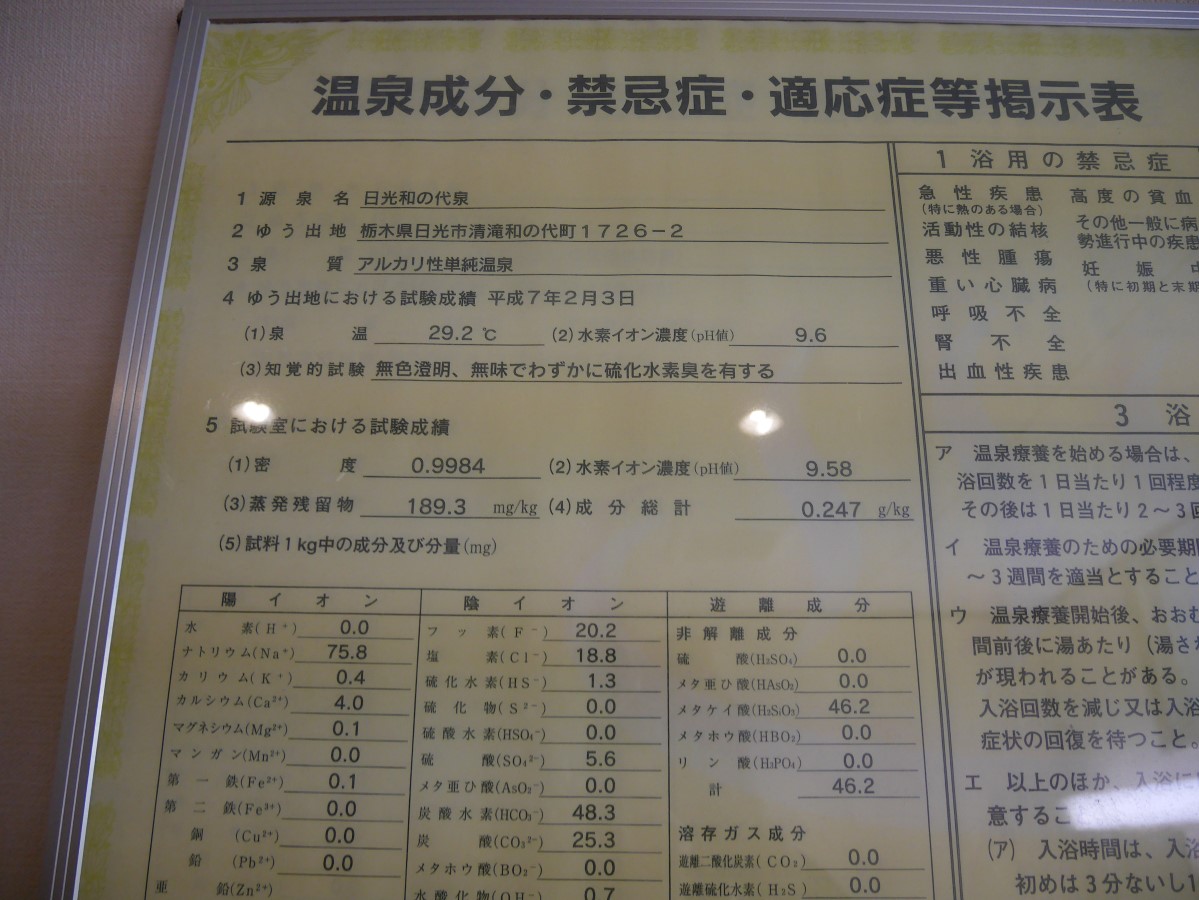 温泉成分・禁忌症・適応症等掲示表
1 源泉名 日光和の代泉
2 ゆう出地 栃木県日光市清滝和の代町1726-2
3 泉質 アルカリ性単純温泉
4 ゆう出地における試験成績 平成7年2月3日
(1)泉温 29.2 ℃ (2)水素イオン濃度(pH値) 9.6
(3)知覚的試験 無色澄明、無味でわずかに硫化水素臭を有する
5 試験室における試験成績
(1)密度 0.9984 (2)水素イオン濃度(pH値) 9.58
(3)蒸発残留物 189.3 mg/kg (4)成分総計 0.247 g/kg
(5)試料1kg中の成分及び分量(mg)
陽イオン
水素(H⁺) 0.0
ナトリウム(Na⁺) 75.8
カリウム(K⁺) 0.4
カルシウム(Ca²⁺) 4.0
マグネシウム(Mg²⁺) 0.1
マンガン(Mn²⁺) 0.0
第一鉄(Fe²⁺) 0.1
第二鉄(Fe³⁺) 0.0
銅(Cu²⁺) 0.0
鉛(Pb²⁺) 0.0
亜鉛(Zn²⁺)
陰イオン
フッ素(F⁻) 20.2
塩素(Cl⁻) 18.8
硫化水素(HS⁻) 1.3
硫化物(S²⁻) 0.0
硫酸水素(HSO₄⁻) 0.0
硫酸(SO₄²⁻) 5.6
メタ亜ひ酸(AsO₂⁻) 0.0
炭酸水素(HCO₃⁻) 48.3
炭酸(CO₃²⁻) 25.3
メタホウ酸(BO₂⁻) 0.0
水酸化物(OH⁻) 0.7
遊離成分
非解離成分
硫酸(H₂SO₄) 0.0
メタ亜ひ酸(HAsO₂) 0.0
メタケイ酸(H₂SiO₃) 46.2
メタホウ酸(HBO₂) 0.0
リン酸(H₃PO₄) 0.0
計 46.2
溶存ガス成分
遊離二酸化炭素(CO₂) 0.0
遊離硫化水素(H₂S) 0.0
1 浴用の禁忌症
急性疾患 高度の貧血
(特に熱のある場合) その他一般に病
活動性の結核 勢進行中の疾患
悪性腫瘍 妊娠中
重い心臓病 (特に初期と末期
呼吸不全
腎不全
出血性疾患
3 浴
ア 温泉療養を始める場合は、
浴回数を1日当たり1回程度
その後は1日当たり2〜3回
イ 温泉療養のための必要期間
〜3週間を適当とすること
ウ 温泉療養開始後、おおむ
間前後に湯あたり(湯さわ
が現われることがある。
入浴回数を減じ又は入浴
症状の回復を待つこと。
エ 以上のほか、入浴に
意するこ
(ア) 入浴時間は、入浴
初めは3分ないし1